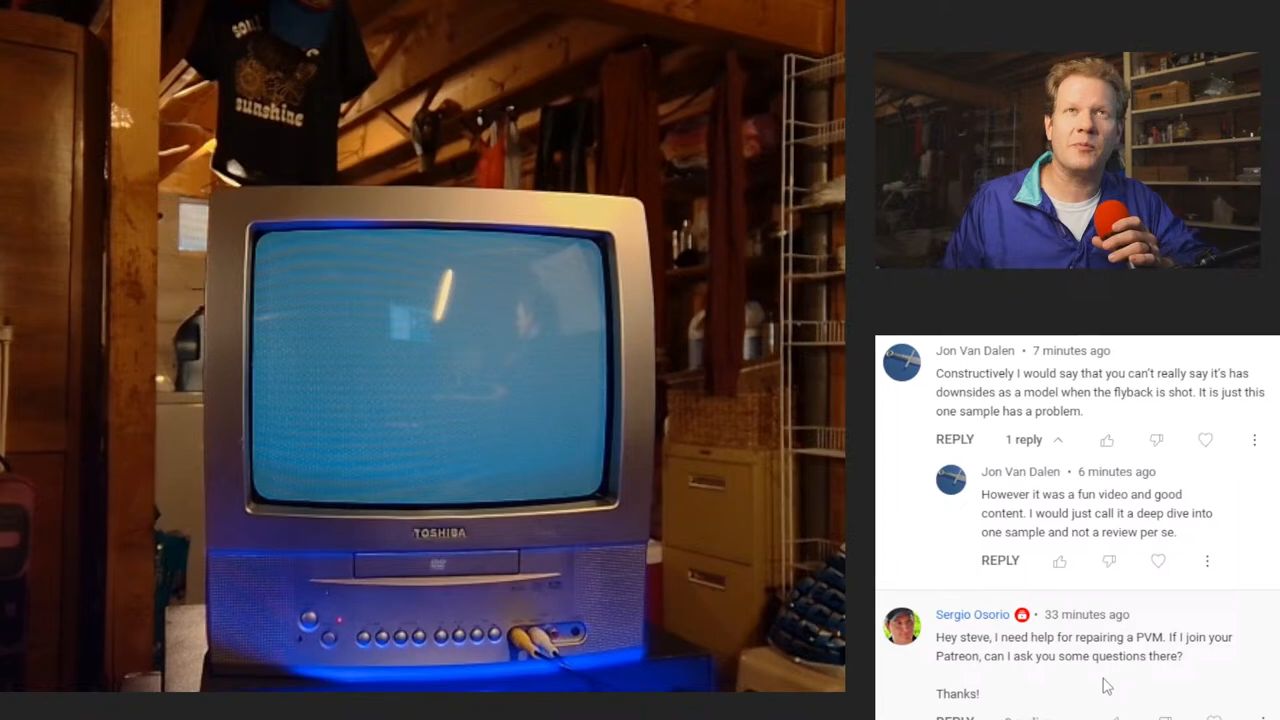 SOUL
sunshine
TOSHIBA
Jon Van Dalen • 7 minutes ago
Constructively I would say that you can't really say it's has
downsides as a model when the flyback is shot. It is just this
one sample has a problem.
REPLY 1 reply
Jon Van Dalen • 6 minutes ago
However it was a fun video and good
content. I would just call it a deep dive into
one sample and not a review per se.
REPLY
Sergio Osorio • 33 minutes ago
Hey steve, I need help for repairing a PVM. If I join your
Patreon, can I ask you some questions there?
Thanks!
REPLY